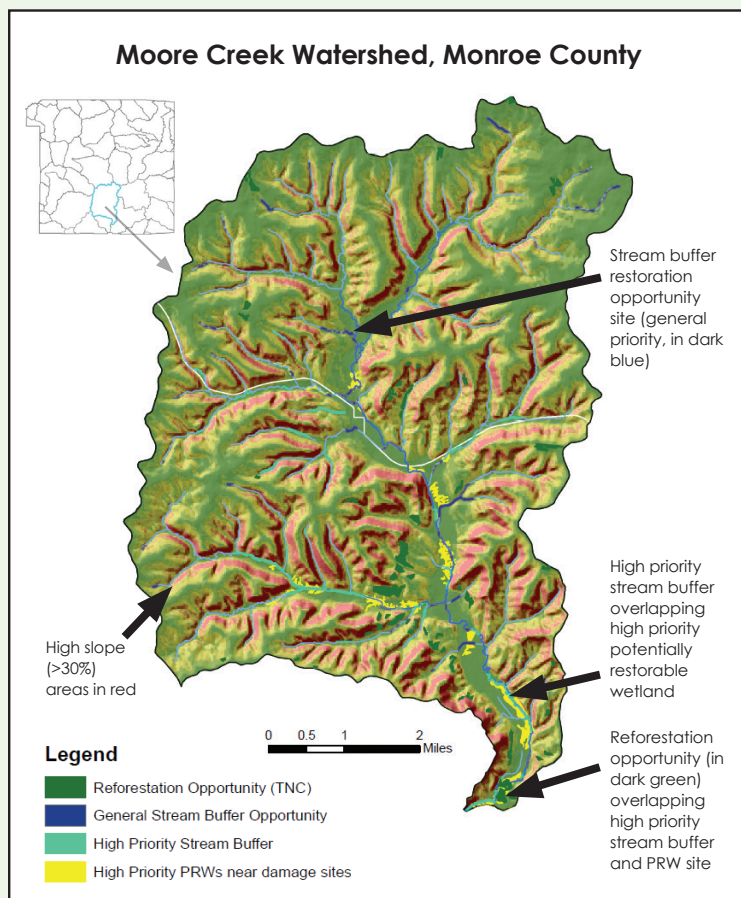 Moore Creek Watershed, Monroe County
Stream buffer
restoration
opportunity
site (general
priority, in dark
blue)
High priority
stream buffer
overlapping
high priority
potentially
restorable
wetland
High slope
(>30%)
areas in red
Reforestation
opportunity (in
dark green)
overlapping
high priority
stream buffer
and PRW site
0 0.5 1 2
Miles
Legend
Reforestation Opportunity (TNC)
General Stream Buffer Opportunity
High Priority Stream Buffer
High Priority PRWs near damage sites